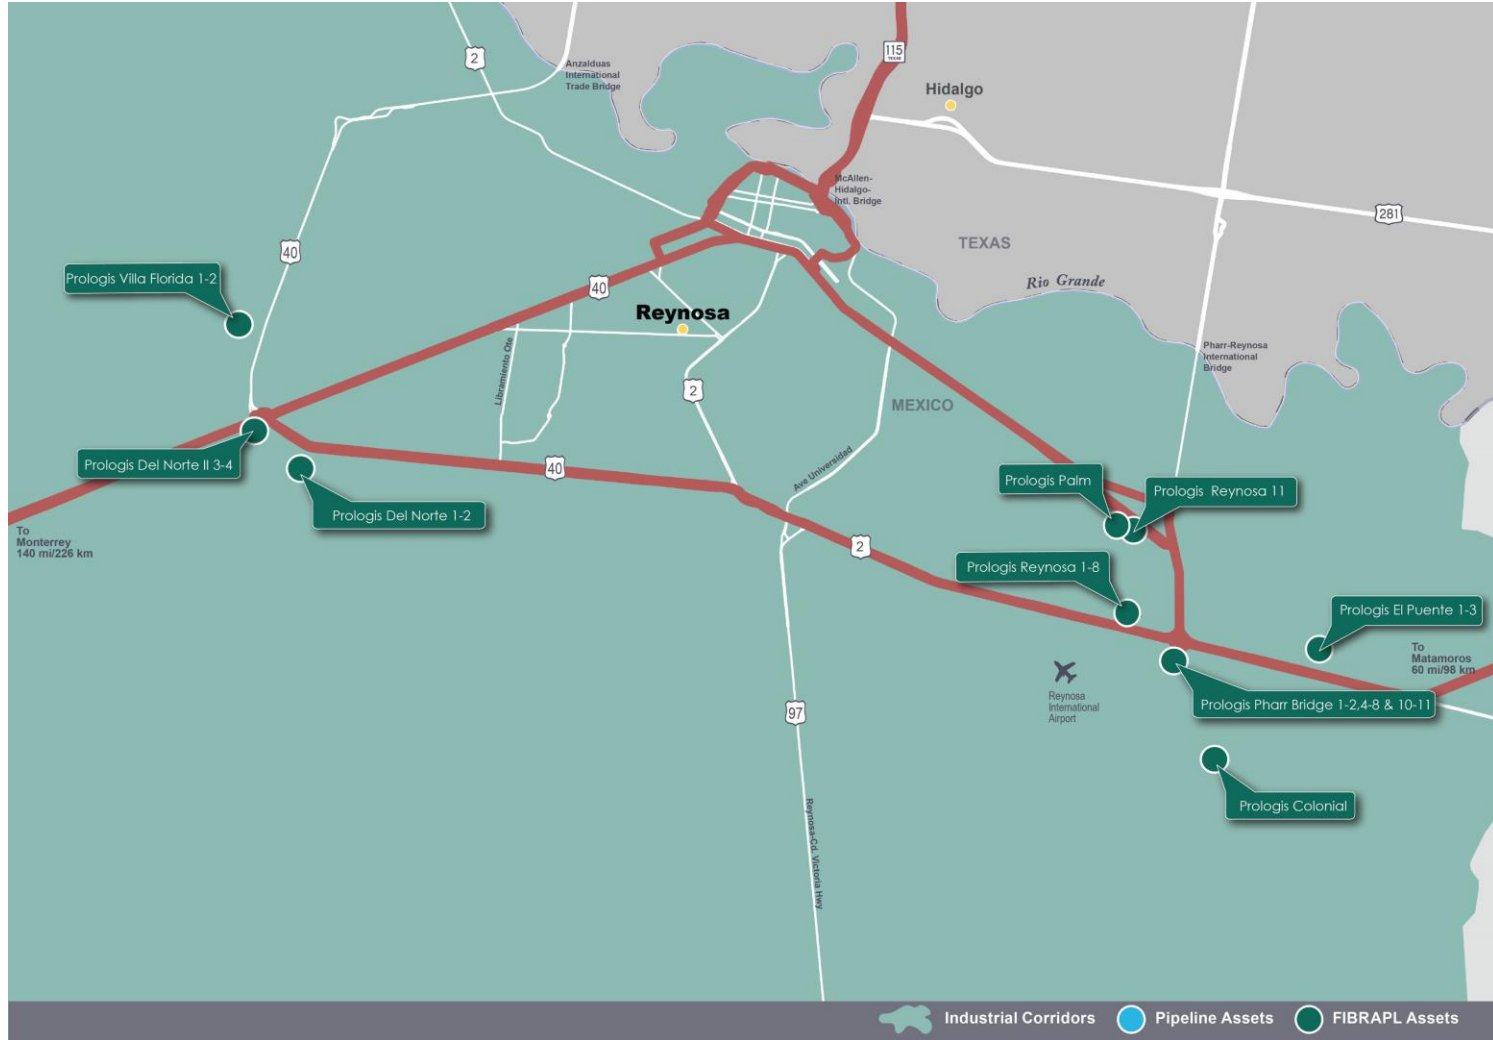 2
Anzalduas
International
Trade Bridge
115
TEXAS
Hidalgo
McAllen-
Hidalgo-
Intl. Bridge
281
TEXAS
40
Prologis Villa Florida 1-2
Rio Grande
40
Reynosa
Pharr-Reynosa
International
Bridge
Libramiento Ote
2
MEXICO
Prologis Del Norte II 3-4
40
Ave Universidad
Prologis Palm
Prologis Reynosa 11
Prologis Del Norte 1-2
To
Monterrey
140 mi/226 km
2
Prologis Reynosa 1-8
Prologis El Puente 1-3
To
Matamoros
60 mi/98 km
Reynosa
International
Airport
Prologis Pharr Bridge 1-2,4-8 & 10-11
97
Prologis Colonial
Reynosa-Cd. Victoria Hwy
Industrial Corridors
Pipeline Assets
FIBRAPL Assets